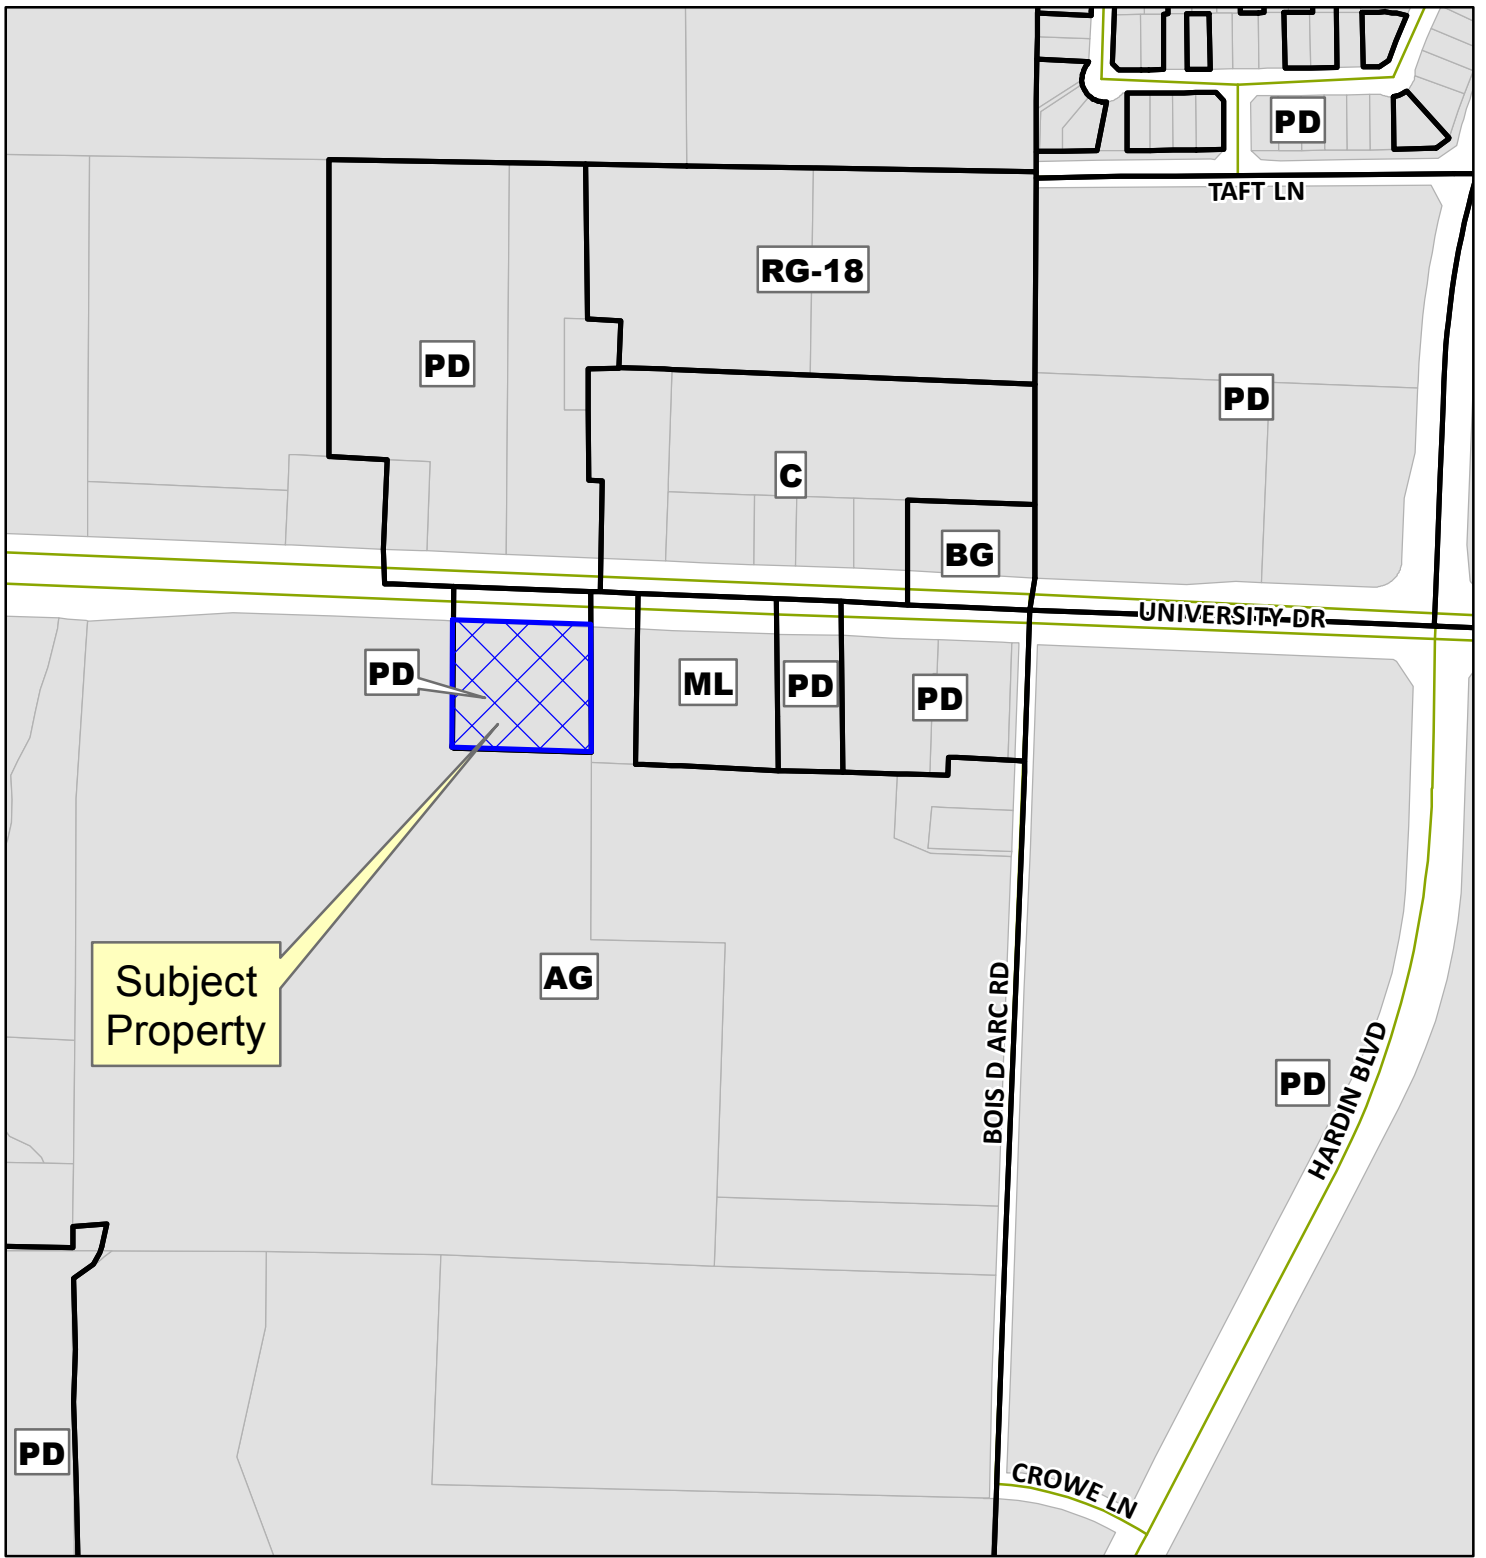 PD
TAFT LN
RG-18
PD
PD
C
BG
UNIVERSITY DR
PD
ML
PD
PD
Subject
Property
AG
BOIS D ARC RD
HARDIN BLVD
PD
PD
CROWE LN